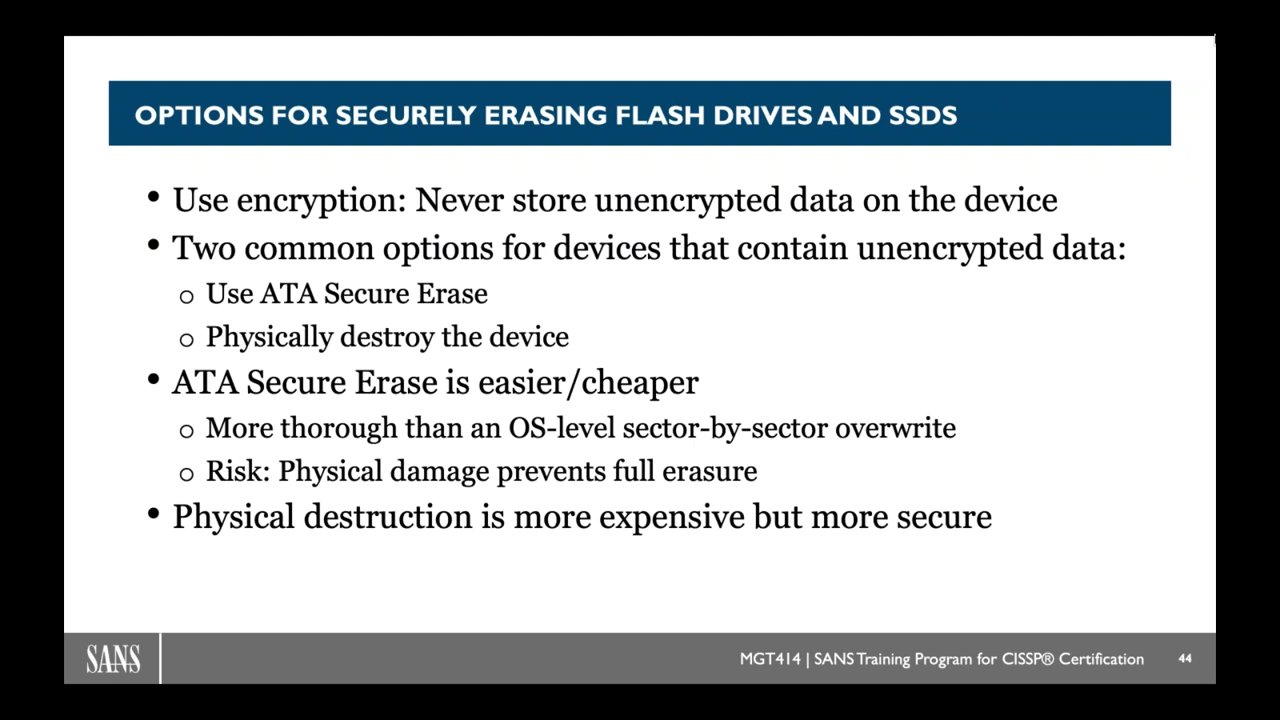 OPTIONS FOR SECURELY ERASING FLASH DRIVES AND SSDS
• Use encryption: Never store unencrypted data on the device
• Two common options for devices that contain unencrypted data:
o Use ATA Secure Erase
o Physically destroy the device
• ATA Secure Erase is easier/cheaper
o More thorough than an OS-level sector-by-sector overwrite
o Risk: Physical damage prevents full erasure
• Physical destruction is more expensive but more secure
SANS
MGT414 | SANS Training Program for CISSP® Certification
44